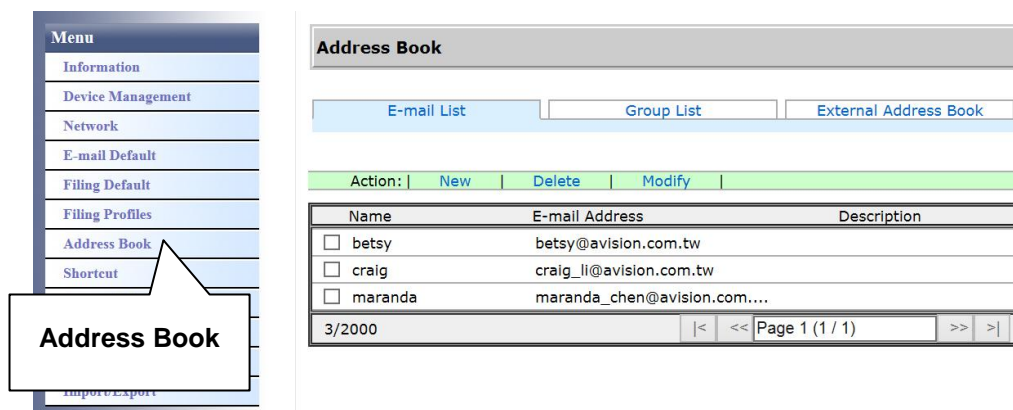 Menu
Information
Device Management
Network
E-mail Default
Filing Default
Filing Profiles
Address Book
Shortcut
Address Book
Import/Export
Address Book
E-mail List Group List External Address Book
Action: | New | Delete | Modify |
Name E-mail Address Description
betsy betsy@avision.com.tw
craig craig_li@avision.com.tw
maranda maranda_chen@avision.com....
3/2000 |< << Page 1 (1 / 1) >> >|